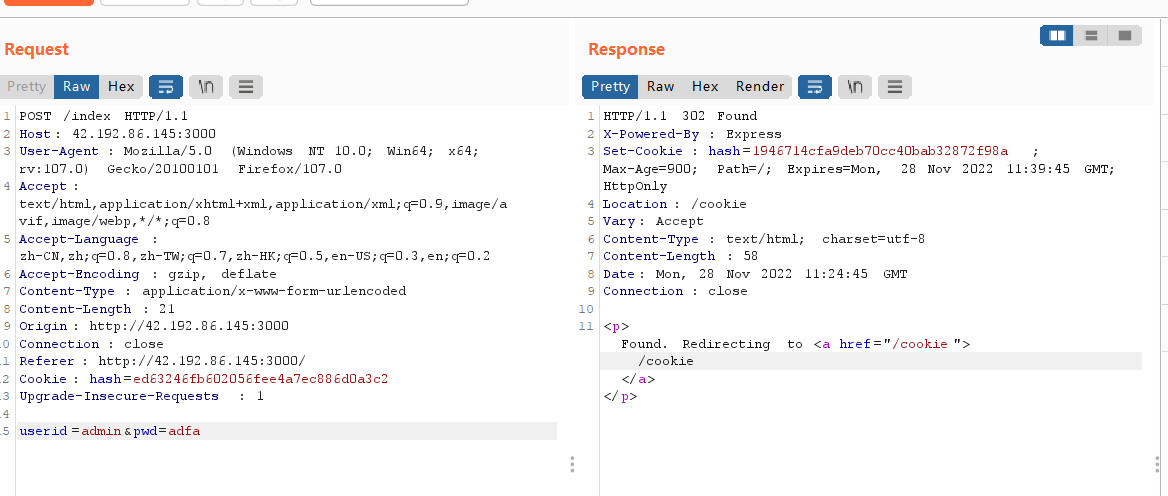 Request
Pretty Raw Hex \n
1 POST /index HTTP/1.1
2 Host: 42.192.86.145:3000
3 User-Agent : Mozilla/5.0 (Windows NT 10.0; Win64; x64;
rv:107.0) Gecko/20100101 Firefox/107.0
4 Accept :
text/html,application/xhtml+xml,application/xml;q=0.9,image/a
vif,image/webp,*/*;q=0.8
5 Accept-Language :
zh-CN,zh;q=0.8,zh-TW;q=0.7,zh-HK;q=0.5,en-US;q=0.3,en;q=0.2
6 Accept-Encoding : gzip, deflate
7 Content-Type : application/x-www-form-urlencoded
8 Content-Length : 21
9 Origin : http://42.192.86.145:3000
.0 Connection : close
.1 Referer : http://42.192.86.145:3000/
.2 Cookie : hash=ed63246fb602056fee4a7ec886d0a3c2
.3 Upgrade-Insecure-Requests : 1
.4
.5 userid =admin &pwd=adfa
Response
Pretty Raw Hex Render \n
1 HTTP/1.1 302 Found
2 X-Powered-By : Express
3 Set-Cookie : hash=1946714cfa9deb70cc40bab32872f98a ;
Max-Age=900; Path=/; Expires=Mon, 28 Nov 2022 11:39:45 GMT;
HttpOnly
4 Location : /cookie
5 Vary : Accept
6 Content-Type : text/html; charset=utf-8
7 Content-Length : 58
8 Date : Mon, 28 Nov 2022 11:24:45 GMT
9 Connection : close
10
11 <p>
Found. Redirecting to <a href="/cookie ">
/cookie
</a>
</p>